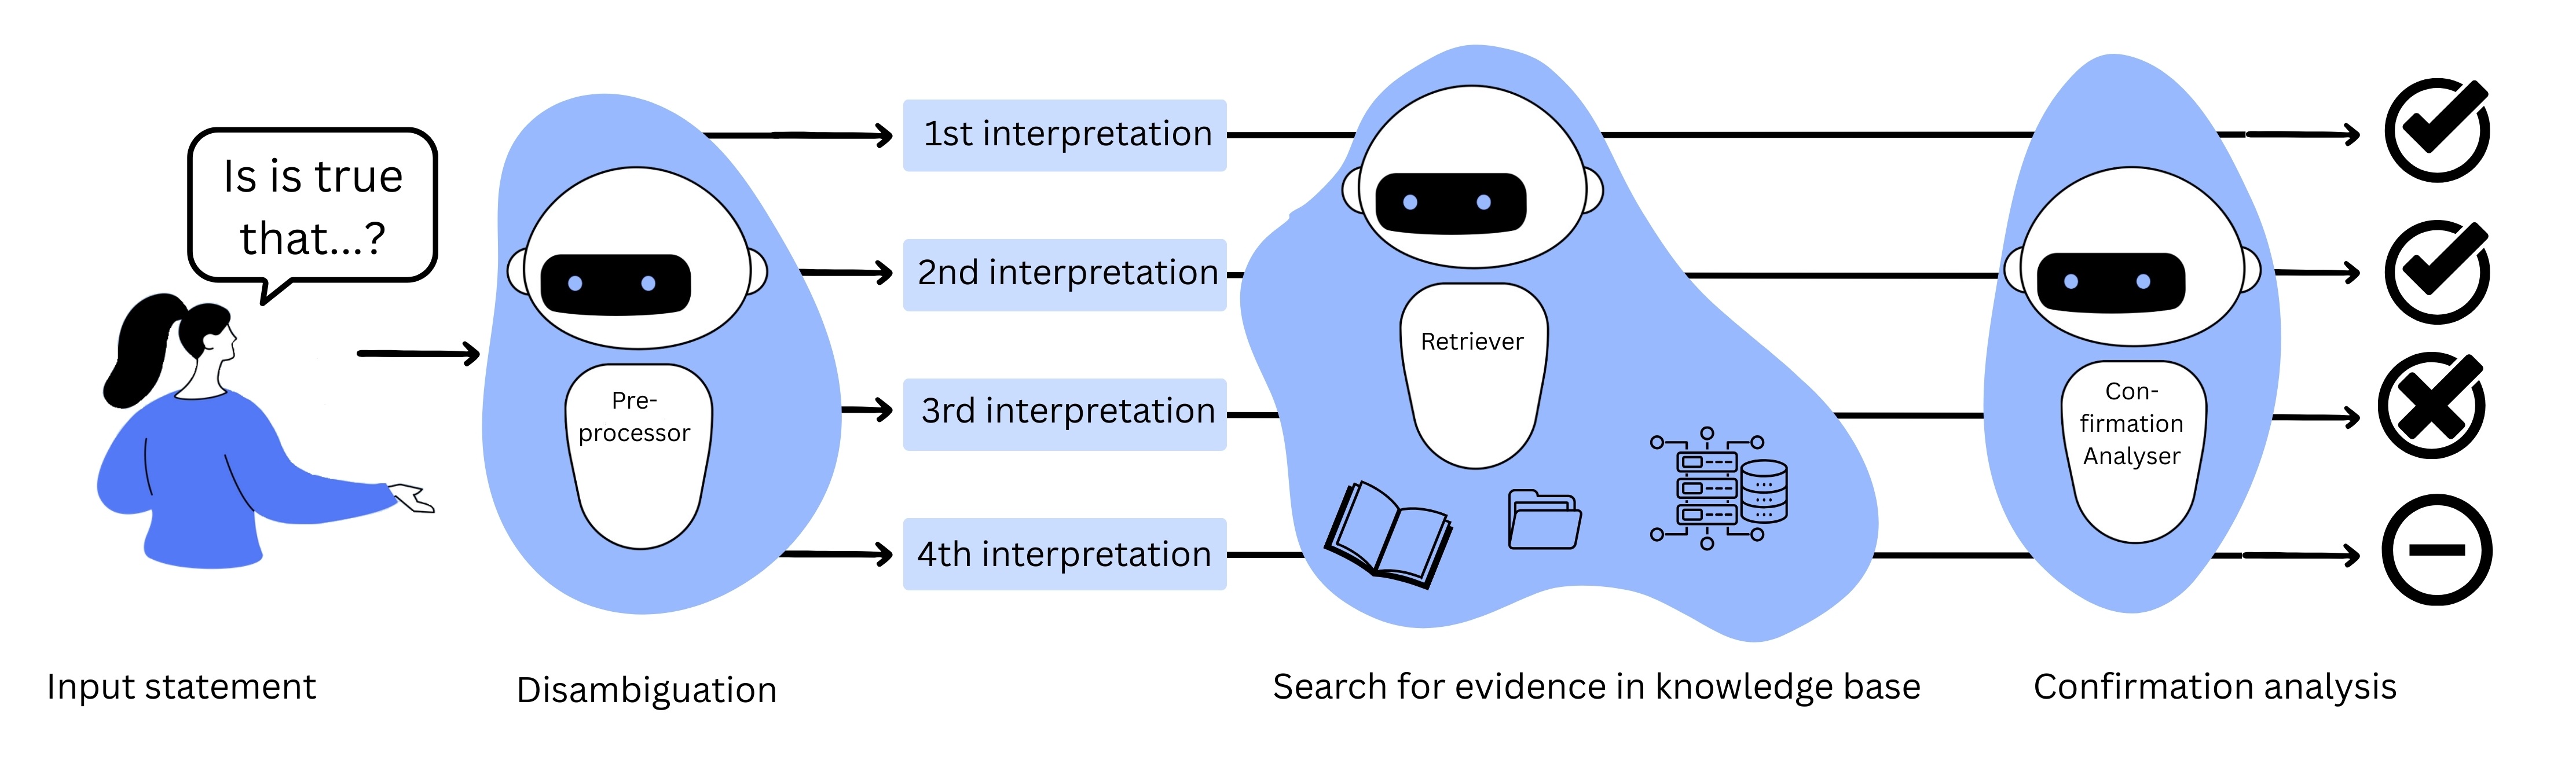 Is is true
that...?
Pre-
processor
1st interpretation
2nd interpretation
3rd interpretation
4th interpretation
Retriever
Con-
firmation
Analyser
Input statement
Disambiguation
Search for evidence in knowledge base
Confirmation analysis